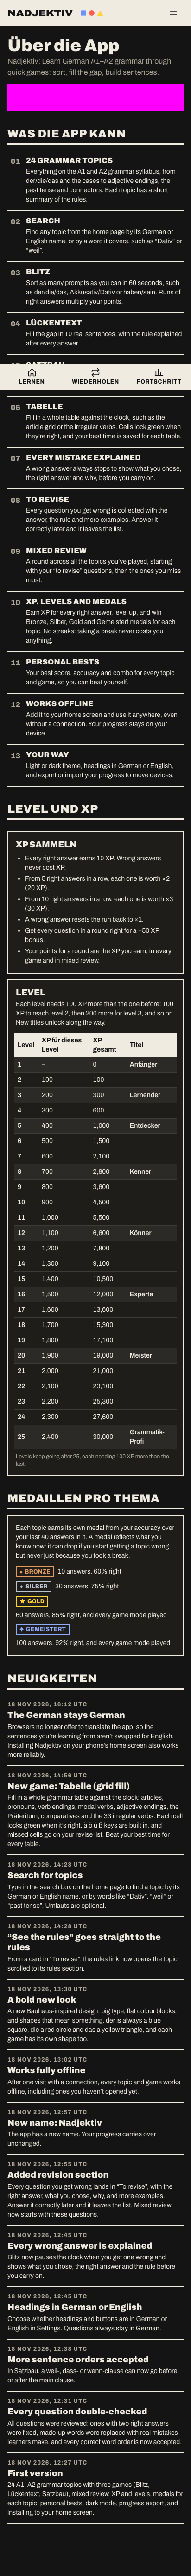 NADJEKTIV
Über die App
Nadjektiv: Learn German A1–A2 grammar through
quick games: sort, fill the gap, build sentences.
WAS DIE APP KANN
01 24 GRAMMAR TOPICS
Everything on the A1 and A2 grammar syllabus, from
der/die/das and the cases to adjective endings, the
past tense and connectors. Each topic has a short
summary of the rules.
02 SEARCH
Find any topic from the home page by its German or
English name, or by a word it covers, such as “Dativ” or
“weil”.
03 BLITZ
Sort as many prompts as you can in 60 seconds, such
as der/die/das, Akkusativ/Dativ or haben/sein. Runs of
right answers multiply your points.
04 LÜCKENTEXT
Fill the gap in 10 real sentences, with the rule explained
after every answer.
LERNEN
WIEDERHOLEN
FORTSCHRITT
06 TABELLE
Fill in a whole table against the clock, such as the
article grid or the irregular verbs. Cells lock green when
they’re right, and your best time is saved for each table.
07 EVERY MISTAKE EXPLAINED
A wrong answer always stops to show what you chose,
the right answer and why, before you carry on.
08 TO REVISE
Every question you get wrong is collected with the
answer, the rule and more examples. Answer it
correctly later and it leaves the list.
09 MIXED REVIEW
A round across all the topics you’ve played, starting
with your “to revise” questions, then the ones you miss
most.
10 XP, LEVELS AND MEDALS
Earn XP for every right answer, level up, and win
Bronze, Silber, Gold and Gemeistert medals for each
topic. No streaks: taking a break never costs you
anything.
11 PERSONAL BESTS
Your best score, accuracy and combo for every topic
and game, so you can beat yourself.
12 WORKS OFFLINE
Add it to your home screen and use it anywhere, even
without a connection. Your progress stays on your
device.
13 YOUR WAY
Light or dark theme, headings in German or English,
and export or import your progress to move devices.
LEVEL UND XP
XP SAMMELN
• Every right answer earns 10 XP. Wrong answers
never cost XP.
• From 5 right answers in a row, each one is worth ×2
(20 XP).
• From 10 right answers in a row, each one is worth ×3
(30 XP).
• A wrong answer resets the run back to ×1.
• Get every question in a round right for a +50 XP
bonus.
• Your points for a round are the XP you earn, in every
game and in mixed review.
LEVEL
Each level needs 100 XP more than the one before: 100
XP to reach level 2, then 200 more for level 3, and so on.
New titles unlock along the way.
Level XP für dieses Level XP gesamt Titel
1 – 0 Anfänger
2 100 100
3 200 300 Lernender
4 300 600
5 400 1,000 Entdecker
6 500 1,500
7 600 2,100
8 700 2,800 Kenner
9 800 3,600
10 900 4,500
11 1,000 5,500
12 1,100 6,600 Könner
13 1,200 7,800
14 1,300 9,100
15 1,400 10,500
16 1,500 12,000 Experte
17 1,600 13,600
18 1,700 15,300
19 1,800 17,100
20 1,900 19,000 Meister
21 2,000 21,000
22 2,100 23,100
23 2,200 25,300
24 2,300 27,600
25 2,400 30,000 Grammatik-Profi
Levels keep going after 25, each needing 100 XP more than the
last.
MEDAILLEN PRO THEMA
Each topic earns its own medal from your accuracy over
your last 40 answers in it. A medal reflects what you
know now: it can drop if you start getting a topic wrong,
but never just because you took a break.
BRONZE 10 answers, 60% right
SILBER 30 answers, 75% right
GOLD
60 answers, 85% right, and every game mode played
GEMEISTERT
100 answers, 92% right, and every game mode played
NEUIGKEITEN
18 NOV 2026, 16:12 UTC
The German stays German
Browsers no longer offer to translate the app, so the
sentences you’re learning from aren’t swapped for English.
Installing Nadjektiv on your phone’s home screen also works
more reliably.
18 NOV 2026, 14:56 UTC
New game: Tabelle (grid fill)
Fill in a whole grammar table against the clock: articles,
pronouns, verb endings, modal verbs, adjective endings, the
Präteritum, comparatives and the 33 irregular verbs. Each cell
locks green when it’s right, ä ö ü ß keys are built in, and
missed cells go on your revise list. Beat your best time for
every table.
18 NOV 2026, 14:28 UTC
Search for topics
Type in the search box on the home page to find a topic by its
German or English name, or by words like “Dativ”, “weil” or
“past tense”. Umlauts are optional.
18 NOV 2026, 14:28 UTC
“See the rules” goes straight to the
rules
From a card in “To revise”, the rules link now opens the topic
scrolled to its rules section.
18 NOV 2026, 13:30 UTC
A bold new look
A new Bauhaus-inspired design: big type, flat colour blocks,
and shapes that mean something. der is always a blue
square, die a red circle and das a yellow triangle, and each
game has its own shape too.
18 NOV 2026, 13:02 UTC
Works fully offline
After one visit with a connection, every topic and game works
offline, including ones you haven’t opened yet.
18 NOV 2026, 12:57 UTC
New name: Nadjektiv
The app has a new name. Your progress carries over
unchanged.
18 NOV 2026, 12:55 UTC
Added revision section
Every question you get wrong lands in “To revise”, with the
right answer, what you chose, why, and more examples.
Answer it correctly later and it leaves the list. Mixed review
now starts with these questions.
18 NOV 2026, 12:45 UTC
Every wrong answer is explained
Blitz now pauses the clock when you get one wrong and
shows what you chose, the right answer and the rule before
you carry on.
18 NOV 2026, 12:45 UTC
Headings in German or English
Choose whether headings and buttons are in German or
English in Settings. Questions always stay in German.
18 NOV 2026, 12:38 UTC
More sentence orders accepted
In Satzbau, a weil-, dass- or wenn-clause can now go before
or after the main clause.
18 NOV 2026, 12:31 UTC
Every question double-checked
All questions were reviewed: ones with two right answers
were fixed, made-up words were replaced with real mistakes
learners make, and every correct word order is now accepted.
18 NOV 2026, 12:27 UTC
First version
24 A1–A2 grammar topics with three games (Blitz,
Lückentext, Satzbau), mixed review, XP and levels, medals for
each topic, personal bests, dark mode, progress export, and
installing to your home screen.